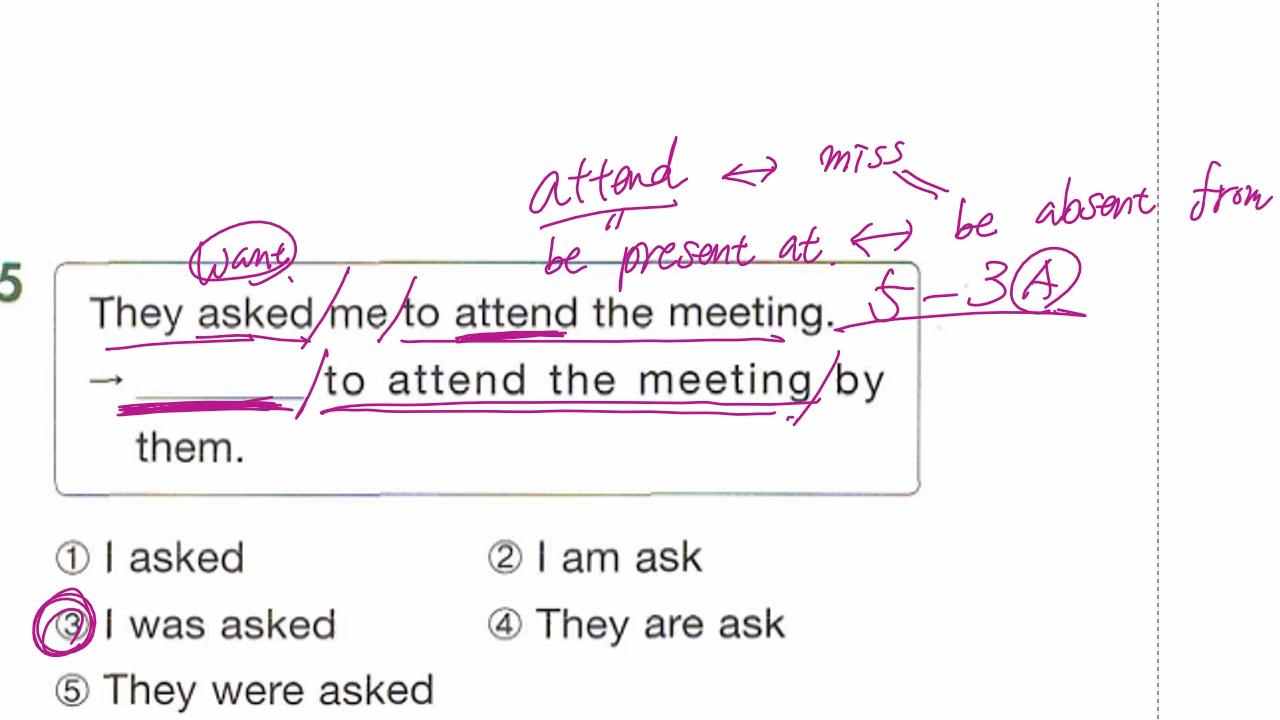 attend ↔ miss
be present at. ↔ be absent from
want
5
They asked/me/to attend the meeting. 5-3Ⓐ
→ ________/to attend the meeting/by
them.
① I asked ② I am ask
③ I was asked ④ They are ask
⑤ They were asked